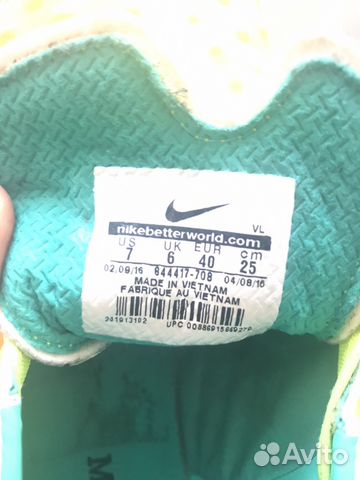 VL
nikebetterworld.com
US UK EUR cm
7 6 40 25
02/09/16 844417-708 04/08/16
MADE IN VIETNAM
FABRIQUE AU VIETNAM
Avito